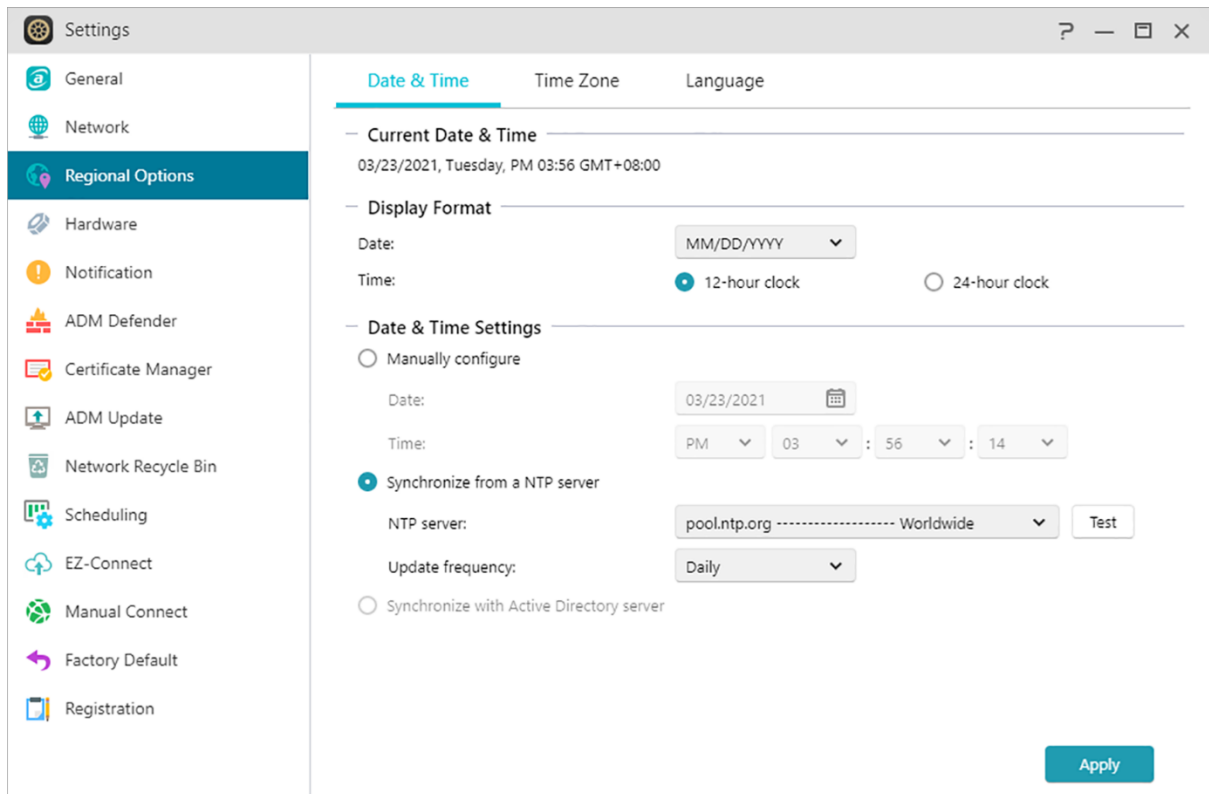 Settings
General
Network
Regional Options
Hardware
Notification
ADM Defender
Certificate Manager
ADM Update
Network Recycle Bin
Scheduling
EZ-Connect
Manual Connect
Factory Default
Registration
Date & Time Time Zone Language
Current Date & Time
03/23/2021, Tuesday, PM 03:56 GMT+08:00
Display Format
Date: MM/DD/YYYY
Time: 12-hour clock 24-hour clock
Date & Time Settings
Manually configure
Date: 03/23/2021
Time: PM 03 : 56 : 14
Synchronize from a NTP server
NTP server: pool.ntp.org ------------------- Worldwide Test
Update frequency: Daily
Synchronize with Active Directory server
Apply